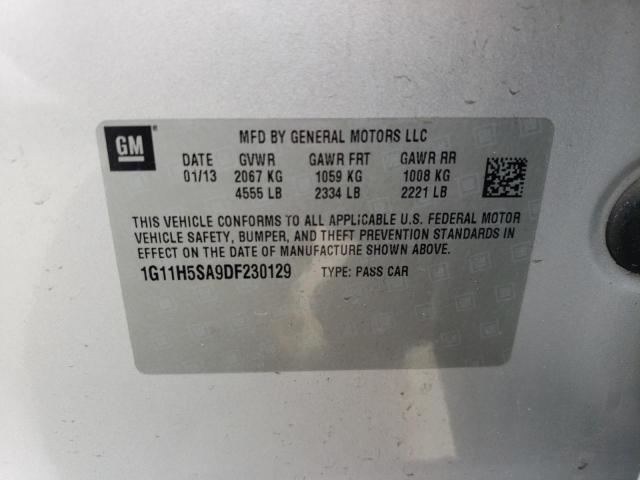 GM
MFD BY GENERAL MOTORS LLC
DATE GVWR GAWR FRT GAWR RR
01/13 2067 KG 1059 KG 1008 KG
4555 LB 2334 LB 2221 LB
THIS VEHICLE CONFORMS TO ALL APPLICABLE U.S. FEDERAL MOTOR
VEHICLE SAFETY, BUMPER, AND THEFT PREVENTION STANDARDS IN
EFFECT ON THE DATE OF MANUFACTURE SHOWN ABOVE.
1G11H5SA9DF230129 TYPE: PASS CAR